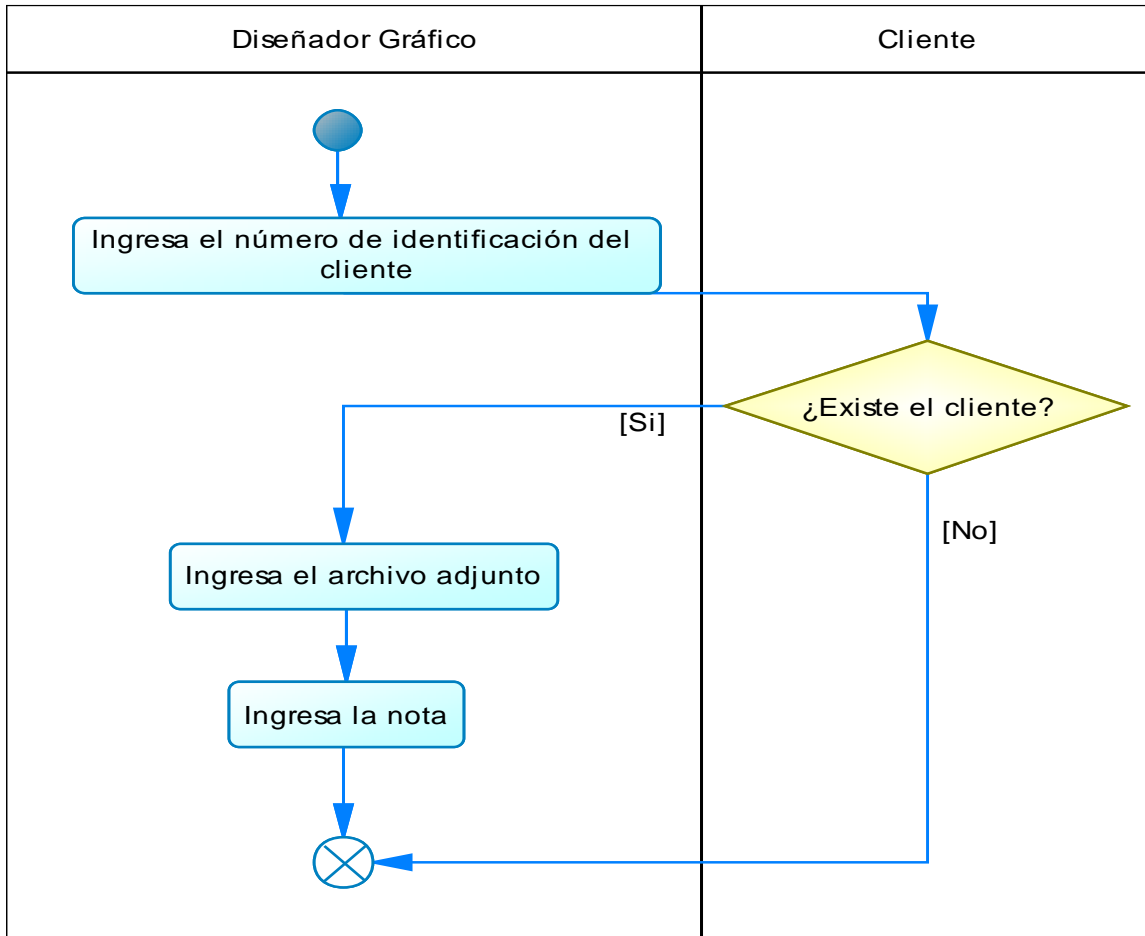 Diseñador Gráfico
Cliente
Ingresa el número de identificación del
cliente
¿Existe el cliente?
[Si]
[No]
Ingresa el archivo adjunto
Ingresa la nota